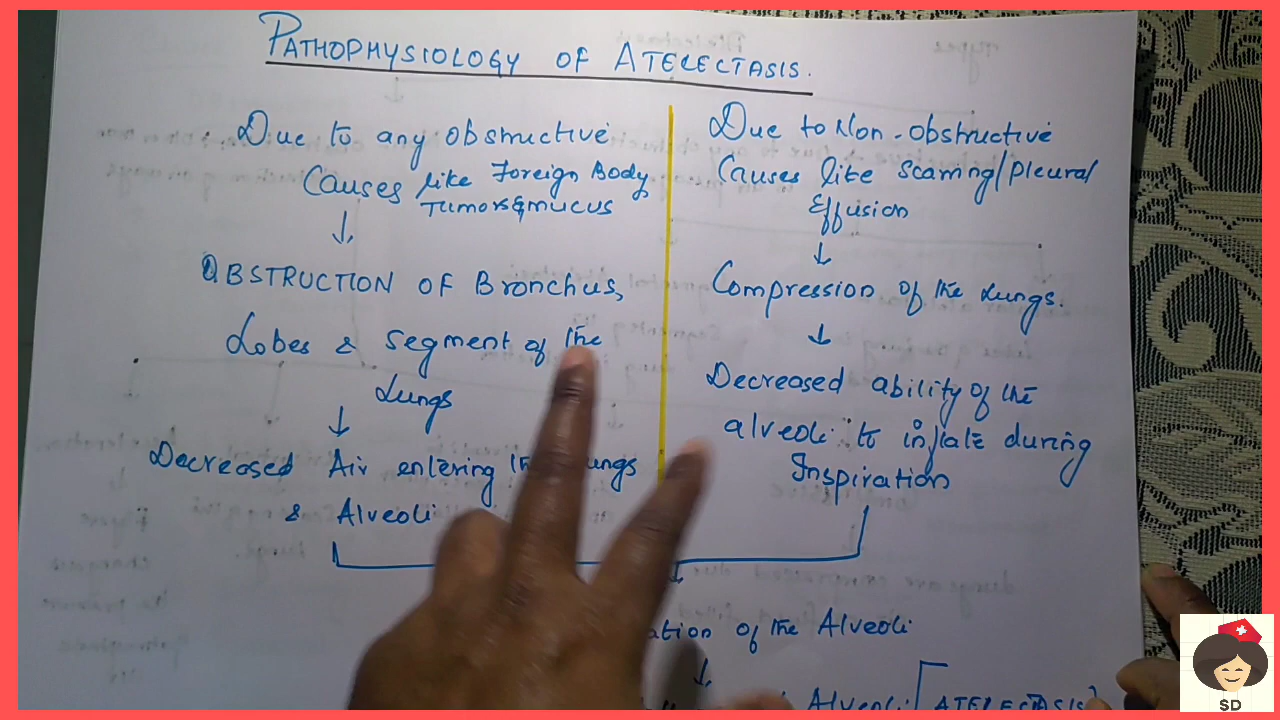 PATHOPHYSIOLOGY OF ATELECTASIS.
Due to any obstructive
Causes like Foreign Body,
Tumors & mucus
↓
OBSTRUCTION OF Bronchus,
Lobes & Segment of the
Lungs
↓
Decreased Air entering
& Alveoli
Due to Non-obstructive
Causes like Scarring/Pleural
Effusion
↓
Compression of the Lungs.
↓
Decreased ability of the
alveoli to inflate during
Inspiration
of the Alveoli
↓
Alveoli [ATELECTASIS]
SD